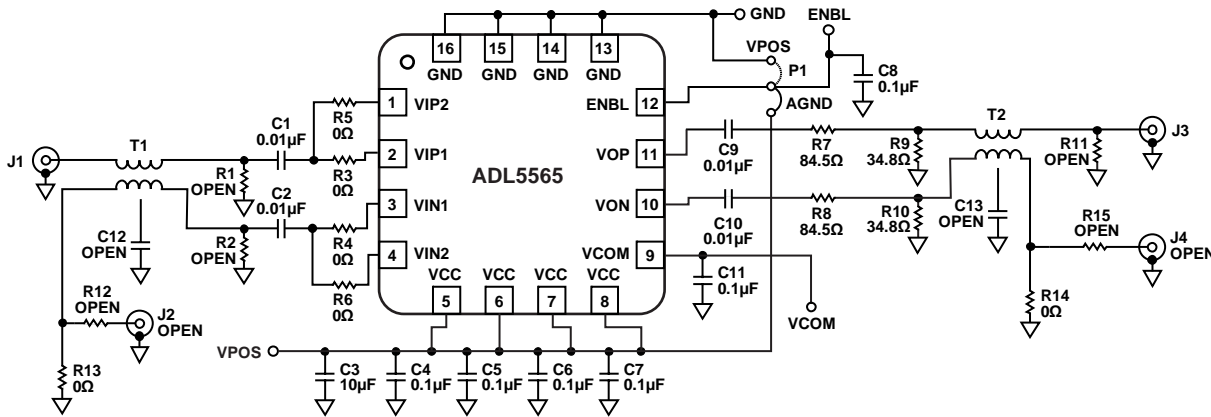 GND
ENBL
16
15
14
13
GND
GND
GND
GND
VPOS
P1
AGND
C8
0.1µF
1
VIP2
ENBL
12
R5
0Ω
C1
0.01µF
T1
J1
2
VIP1
R3
0Ω
R1
OPEN
C2
0.01µF
ADL5565
VOP
11
C9
0.01µF
R7
84.5Ω
R9
34.8Ω
T2
R11
OPEN
J3
3
VIN1
R4
0Ω
VON
10
C10
0.01µF
R8
84.5Ω
R10
34.8Ω
C13
OPEN
R15
OPEN
J4
OPEN
C12
OPEN
R2
OPEN
4
VIN2
R6
0Ω
VCOM
9
C11
0.1µF
VCOM
R14
0Ω
VCC
VCC
VCC
VCC
5
6
7
8
R12
OPEN
J2
OPEN
R13
0Ω
VPOS
C3
10µF
C4
0.1µF
C5
0.1µF
C6
0.1µF
C7
0.1µF